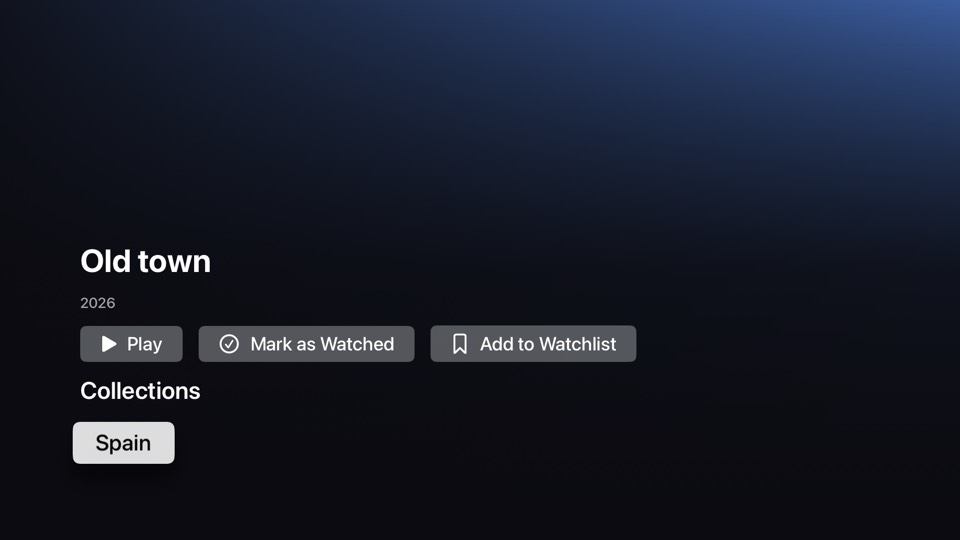 Old town
2026
Play
Mark as Watched
Add to Watchlist
Collections
Spain